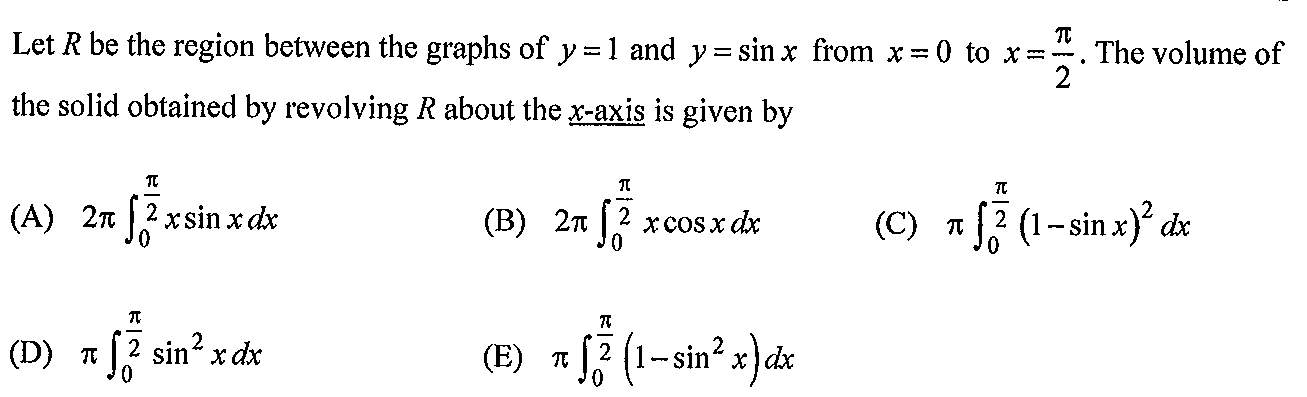 Let R be the region between the graphs of y = 1 and y = sin x from x = 0 to x = π/2. The volume of
the solid obtained by revolving R about the x-axis is given by
(A) 2π ∫₀^(π/2) x sin x dx (B) 2π ∫₀^(π/2) x cos x dx (C) π ∫₀^(π/2) (1 − sin x)² dx
(D) π ∫₀^(π/2) sin² x dx (E) π ∫₀^(π/2) (1 − sin² x) dx